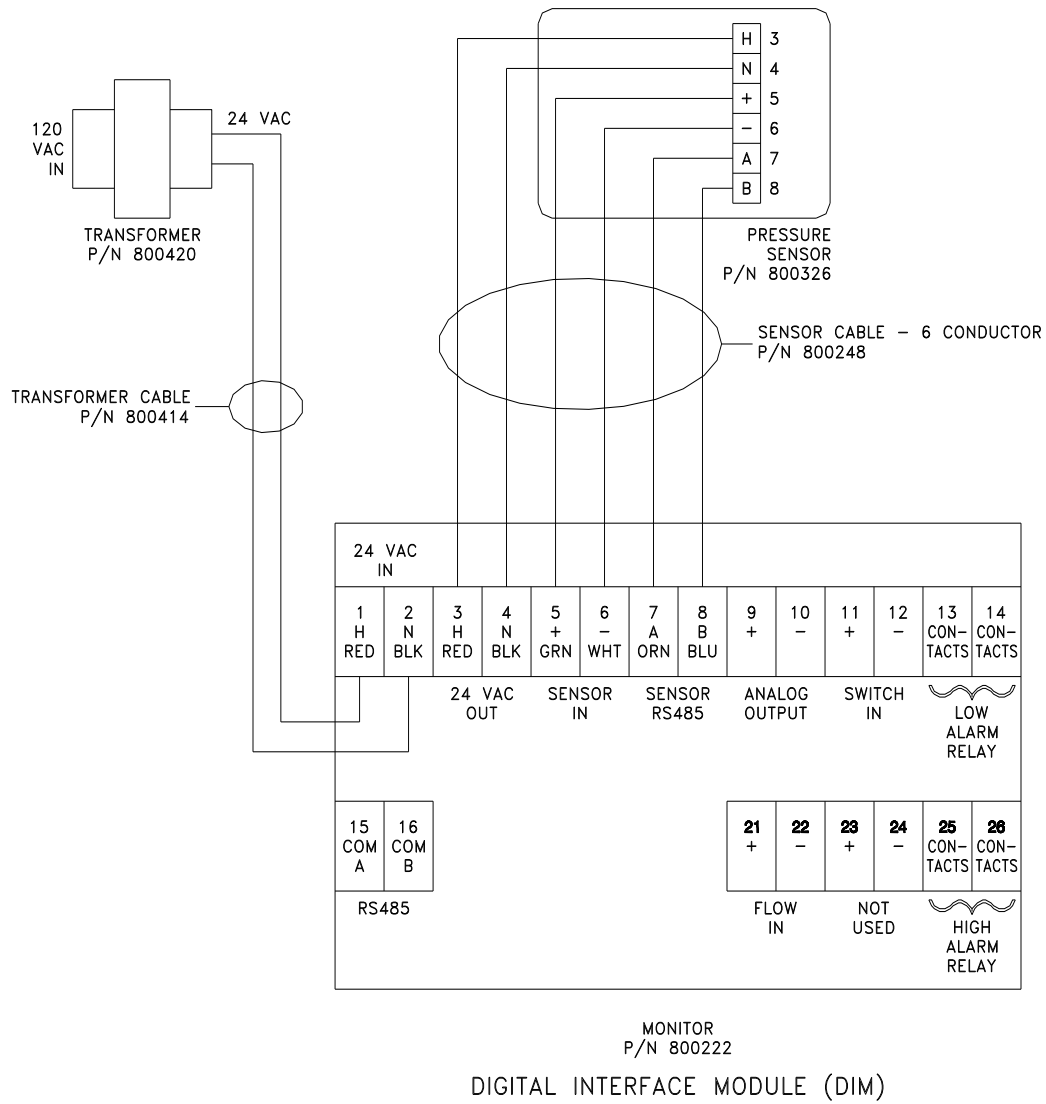 H 3
N 4
+ 5
- 6
A 7
B 8
120
VAC
IN
24 VAC
TRANSFORMER
P/N 800420
PRESSURE
SENSOR
P/N 800326
SENSOR CABLE - 6 CONDUCTOR
P/N 800248
TRANSFORMER CABLE
P/N 800414
24 VAC
IN
1
H
RED
2
N
BLK
3
H
RED
4
N
BLK
5
+
GRN
6
-
WHT
7
A
ORN
8
B
BLU
9
+
10
-
11
+
12
-
13
CON-
TACTS
14
CON-
TACTS
24 VAC
OUT
SENSOR
IN
SENSOR
RS485
ANALOG
OUTPUT
SWITCH
IN
LOW
ALARM
RELAY
15
COM
A
16
COM
B
21
+
22
-
23
+
24
-
25
CON-
TACTS
26
CON-
TACTS
RS485
FLOW
IN
NOT
USED
HIGH
ALARM
RELAY
MONITOR
P/N 800222
DIGITAL INTERFACE MODULE (DIM)